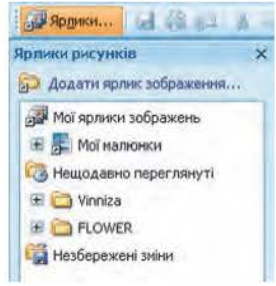 Ярлики...
Ярлики рисунків
Додати ярлик зображення...
Мої ярлики зображень
Мої малюнки
Нещодавно переглянуті
Vinniza
FLOWER
Незбережені зміни